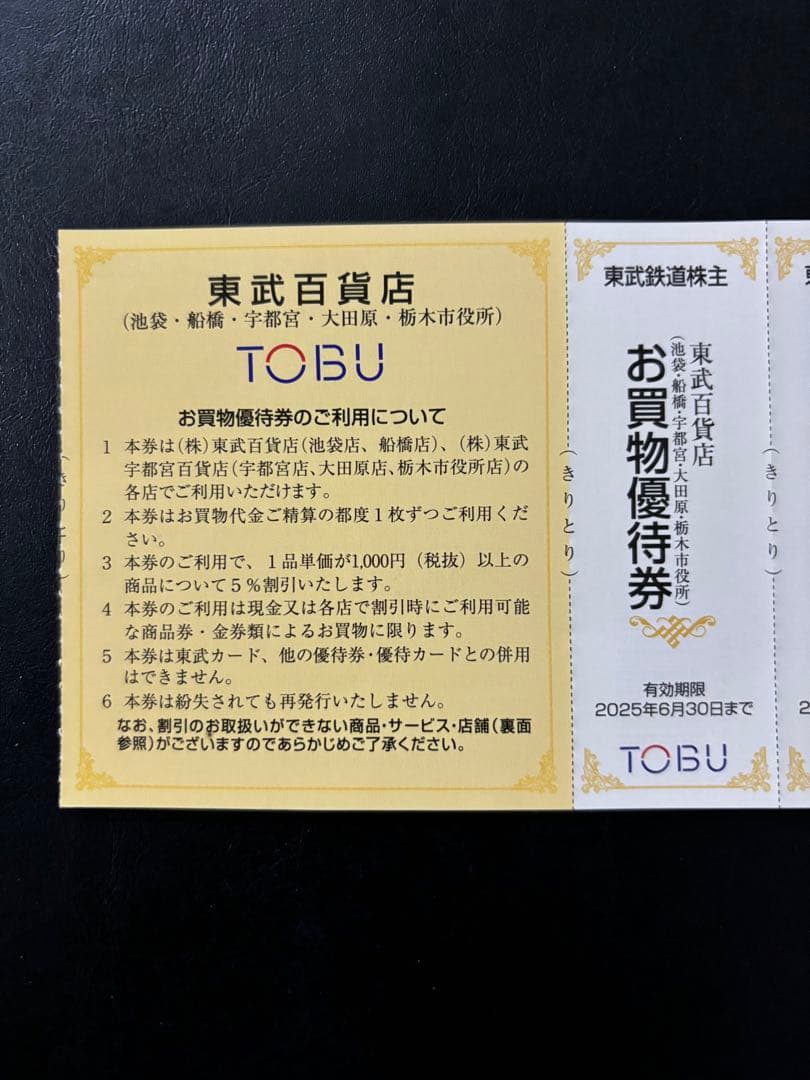 東武百貨店
(池袋・船橋・宇都宮・大田原・栃木市役所)
TOBU
お買物優待券のご利用について
1 本券は(株)東武百貨店(池袋店、船橋店)、(株)東武
宇都宮百貨店(宇都宮店、大田原店、栃木市役所店)の
各店でご利用いただけます。
2 本券はお買物代金ご精算の都度1枚ずつご利用くだ
さい。
3 本券のご利用で、1品単価が1,000円(税抜)以上の
商品について5%割引いたします。
4 本券のご利用は現金又は各店で割引時にご利用可能
な商品券・金券類によるお買物に限ります。
5 本券は東武カード、他の優待券・優待カードとの併用
はできません。
6 本券は紛失されても再発行いたしません。
なお、割引のお取扱いができない商品・サービス・店舗(裏面
参照)がございますのであらかじめご了承ください。
(きりとり)
東武鉄道株主
東武百貨店
(池袋・船橋・宇都宮・大田原・栃木市役所)
お買物優待券
有効期限
2025年6月30日まで
TOBU
(きりとり)